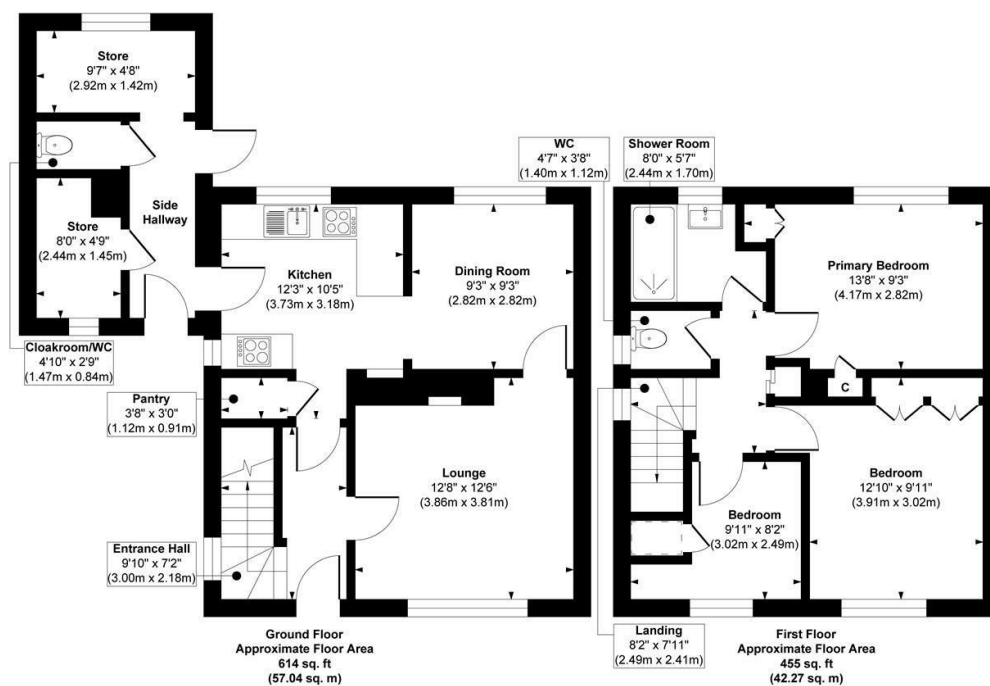 Store
9'7" x 4'8"
(2.92m x 1.42m)
Side
Hallway
Store
8'0" x 4'9"
(2.44m x 1.45m)
Cloakroom/WC
4'10" x 2'9"
(1.47m x 0.84m)
Kitchen
12'3" x 10'5"
(3.73m x 3.18m)
Dining Room
9'3" x 9'3"
(2.82m x 2.82m)
Pantry
3'8" x 3'0"
(1.12m x 0.91m)
Lounge
12'8" x 12'6"
(3.86m x 3.81m)
Entrance Hall
9'10" x 7'2"
(3.00m x 2.18m)
Ground Floor
Approximate Floor Area
614 sq. ft
(57.04 sq. m)
WC
4'7" x 3'8"
(1.40m x 1.12m)
Shower Room
8'0" x 5'7"
(2.44m x 1.70m)
Primary Bedroom
13'8" x 9'3"
(4.17m x 2.82m)
C
Bedroom
12'10" x 9'11"
(3.91m x 3.02m)
Bedroom
9'11" x 8'2"
(3.02m x 2.49m)
Landing
8'2" x 7'11"
(2.49m x 2.41m)
First Floor
Approximate Floor Area
455 sq. ft
(42.27 sq. m)